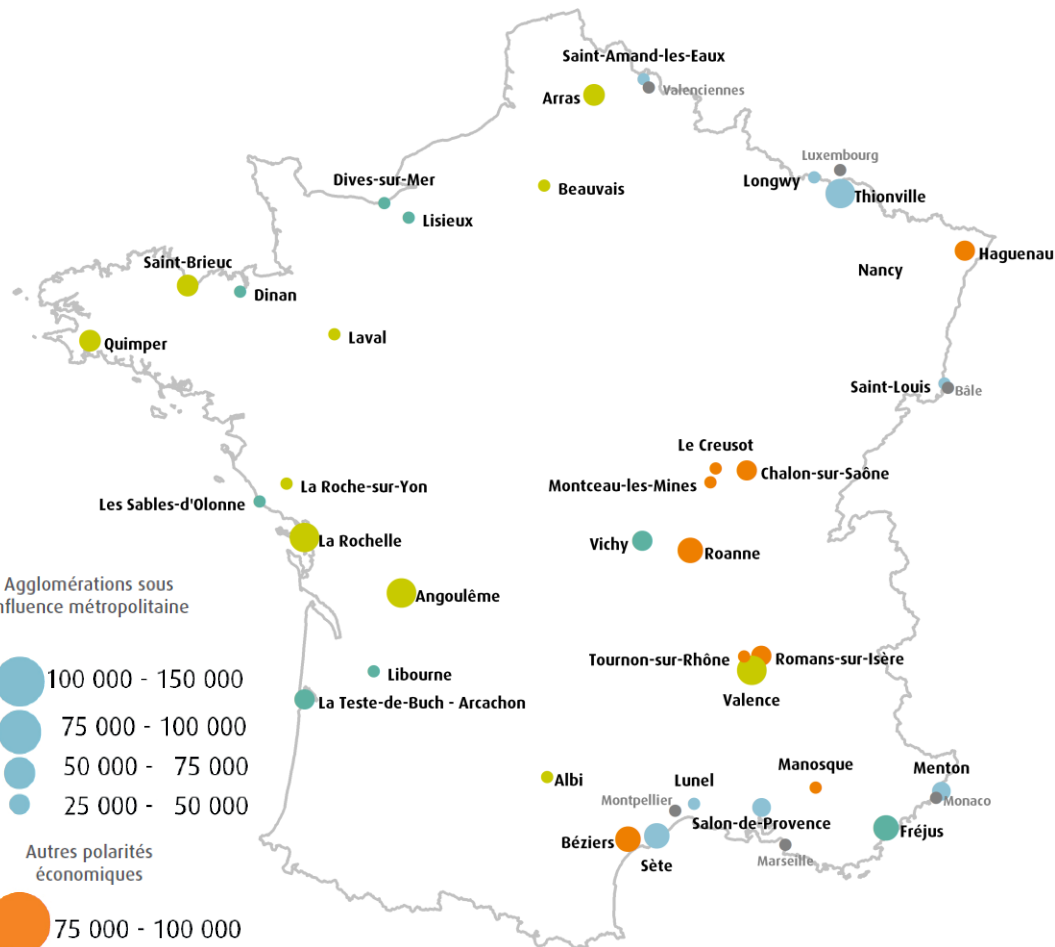 Saint-Amand-les-Eaux
Valenciennes
Arras
Luxembourg
Dives-sur-Mer
Beauvais
Longwy
Thionville
Lisieux
Haguenau
Saint-Brieuc
Nancy
Dinan
Laval
Quimper
Saint-Louis
Bâle
Le Creusot
Chalon-sur-Saône
Montceau-les-Mines
La Roche-sur-Yon
Les Sables-d'Olonne
La Rochelle
Vichy
Roanne
Agglomérations sous
nfluence métropolitaine
Angoulême
Tournon-sur-Rhône
Romans-sur-Isère
Libourne
100 000 - 150 000
Valence
La Teste-de-Buch - Arcachon
75 000 - 100 000
50 000 - 75 000
Manosque
Menton
Albi
Lunel
Montpellier
Monaco
25 000 - 50 000
Salon-de-Provence
Fréjus
Béziers
Sète
Marseille
Autres polarités
économiques
75 000 - 100 000